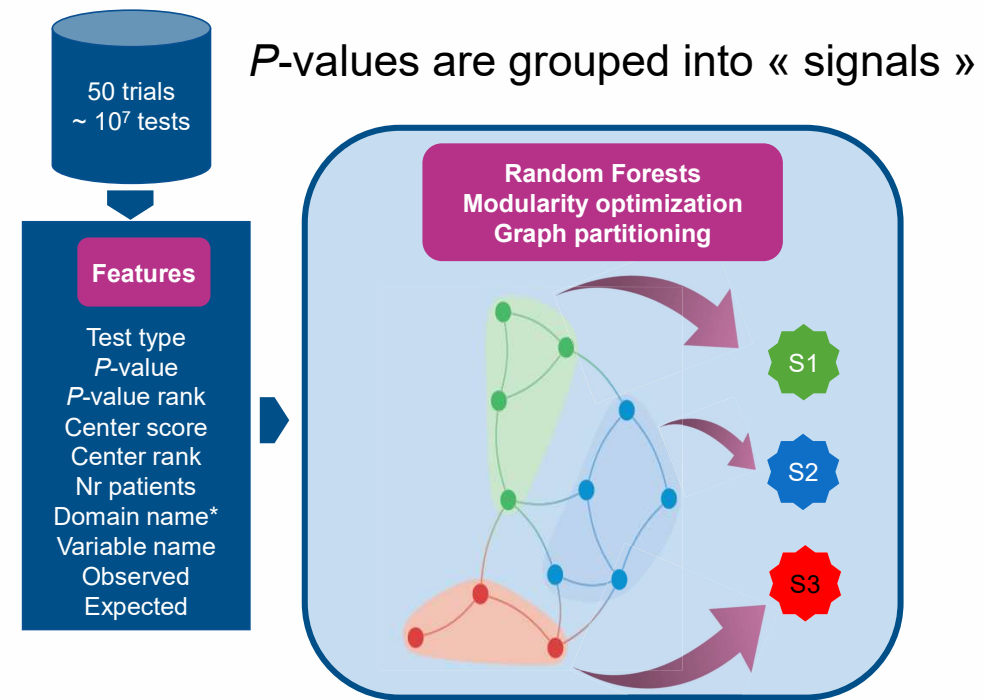 P-values are grouped into « signals »
50 trials
~ 10⁷ tests
Features
Test type
P-value
P-value rank
Center score
Center rank
Nr patients
Domain name*
Variable name
Observed
Expected
Random Forests
Modularity optimization
Graph partitioning
S1
S2
S3